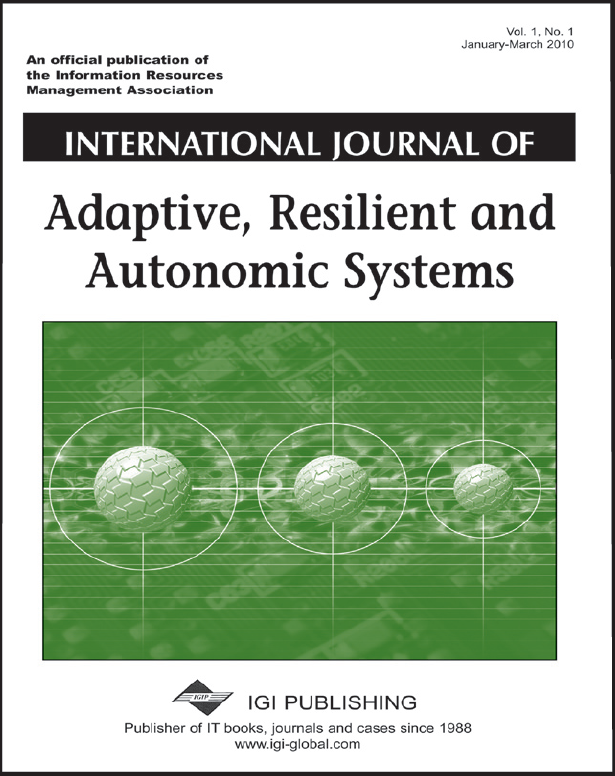 Vol. 1, No. 1
January-March 2010
An official publication of
the Information Resources
Management Association
INTERNATIONAL JOURNAL OF
Adaptive, Resilient and
Autonomic Systems
IGIP
IGI PUBLISHING
Publisher of IT books, journals and cases since 1988
www.igi-global.com